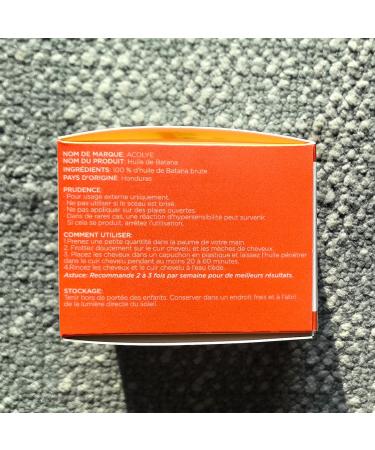 NOM DE MARQUE: ACOLYE
NOM DU PRODUIT: Huile de Batana
INGRÉDIENTS: 100 % d'huile de Batana brute
PAYS D'ORIGINE: Honduras
PRUDENCE:
· Pour usage externe uniquement.
· Ne pas utiliser si le sceau est brisé.
· Ne pas appliquer sur des plaies ouvertes.
· Dans de rares cas, une réaction d'hypersensibilité peut survenir.
Si cela se produit, arrêtez l'utilisation.
COMMENT UTILISER:
1.Prenez une petite quantité dans la paume de votre main
2. Frottez doucement sur le cuir chevelu et les mèches de cheveux.
3. Placez les cheveux dans un capuchon en plastique et laissez l'huile pénétrer
dans le cuir chevelu pendant au moins 20 à 60 minutes.
4.Rincez les cheveux et le cuir chevelu à l'eau tiède.
Astuce: Recommandé 2 à 3 fois par semaine pour de meilleurs résultats.
STOCKAGE:
Tenir hors de portée des enfants. Conserver dans un endroit frais et à l'abri
de la lumière directe du soleil.